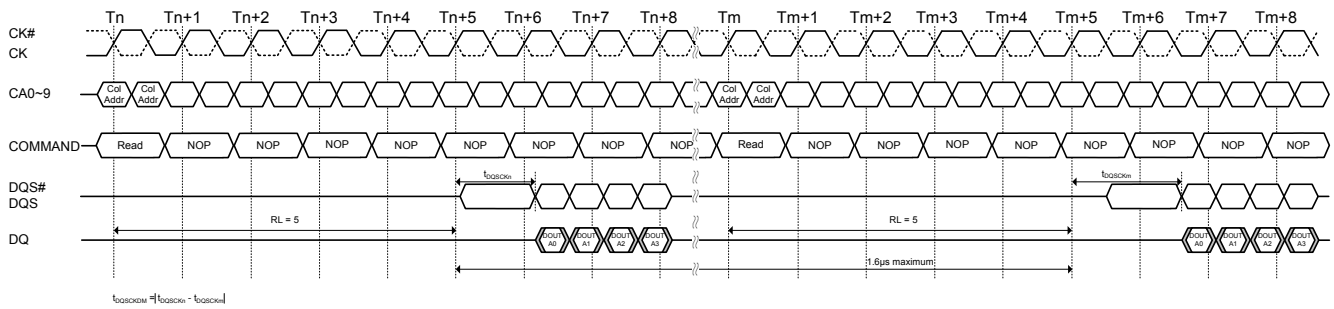 Tn Tn+1 Tn+2 Tn+3 Tn+4 Tn+5 Tn+6 Tn+7 Tn+8 Tm Tm+1 Tm+2 Tm+3 Tm+4 Tm+5 Tm+6 Tm+7 Tm+8
CK#
CK
CA0~9 Col Addr Col Addr Col Addr Col Addr
COMMAND Read NOP NOP NOP NOP NOP NOP NOP NOP Read NOP NOP NOP NOP NOP NOP NOP NOP
tDQSCKn tDQSCKm
DQS#
DQS
RL = 5 RL = 5
DQ DOUT A0 DOUT A1 DOUT A2 DOUT A3 DOUT A0 DOUT A1 DOUT A2 DOUT A3
1.6µs maximum
tDQSCKDM =|tDQSCKn - tDQSCKm|